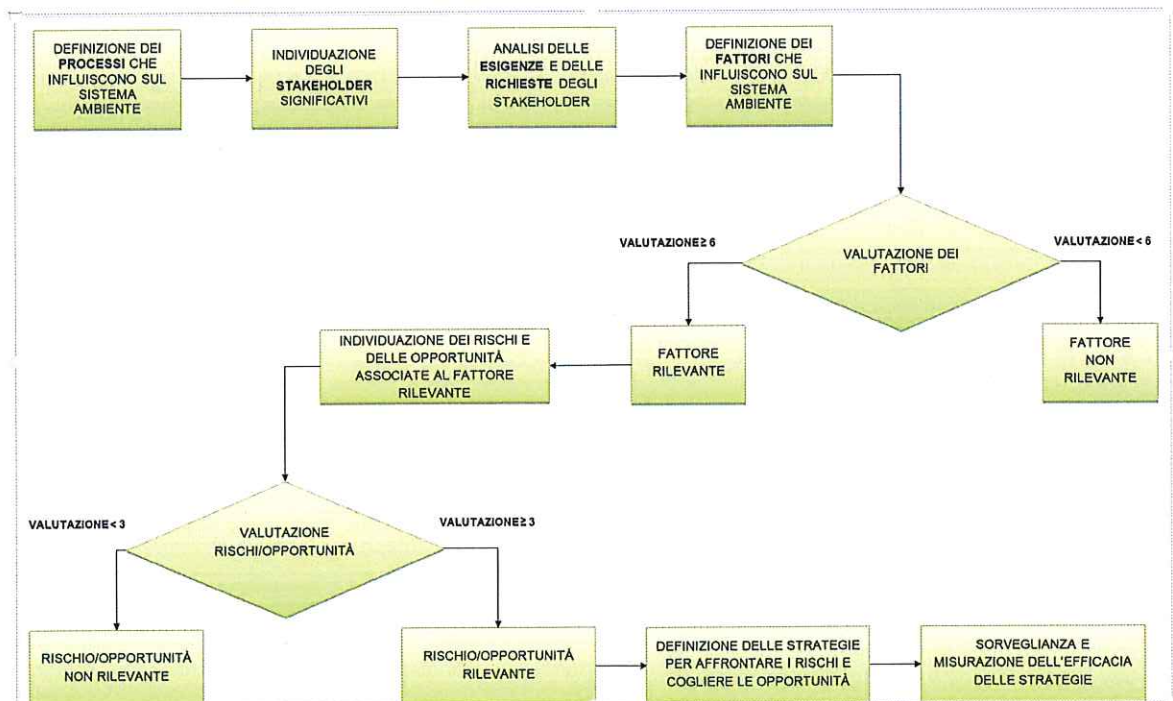 DEFINIZIONE DEI
PROCESSI CHE
INFLUISCONO SUL
SISTEMA
AMBIENTE
INDIVIDUAZIONE
DEGLI
STAKEHOLDER
SIGNIFICATIVI
ANALISI DELLE
ESIGENZE E DELLE
RICHIESTE DEGLI
STAKEHOLDER
DEFINIZIONE DEI
FATTORI CHE
INFLUISCONO SUL
SISTEMA
AMBIENTE
VALUTAZIONE≥6
VALUTAZIONE DEI
FATTORI
VALUTAZIONE<6
INDIVIDUAZIONE DEI RISCHI E
DELLE OPPORTUNITÀ
ASSOCIATE AL FATTORE
RILEVANTE
FATTORE
RILEVANTE
FATTORE
NON
RILEVANTE
VALUTAZIONE<3
VALUTAZIONE
RISCHI/OPPORTUNITÀ
VALUTAZIONE≥3
RISCHIO/OPPORTUNITÀ
NON RILEVANTE
RISCHIO/OPPORTUNITÀ
RILEVANTE
DEFINIZIONE DELLE STRATEGIE
PER AFFRONTARE I RISCHI E
COGLIERE LE OPPORTUNITÀ
SORVEGLIANZA E
MISURAZIONE DELL'EFFICACIA
DELLE STRATEGIE